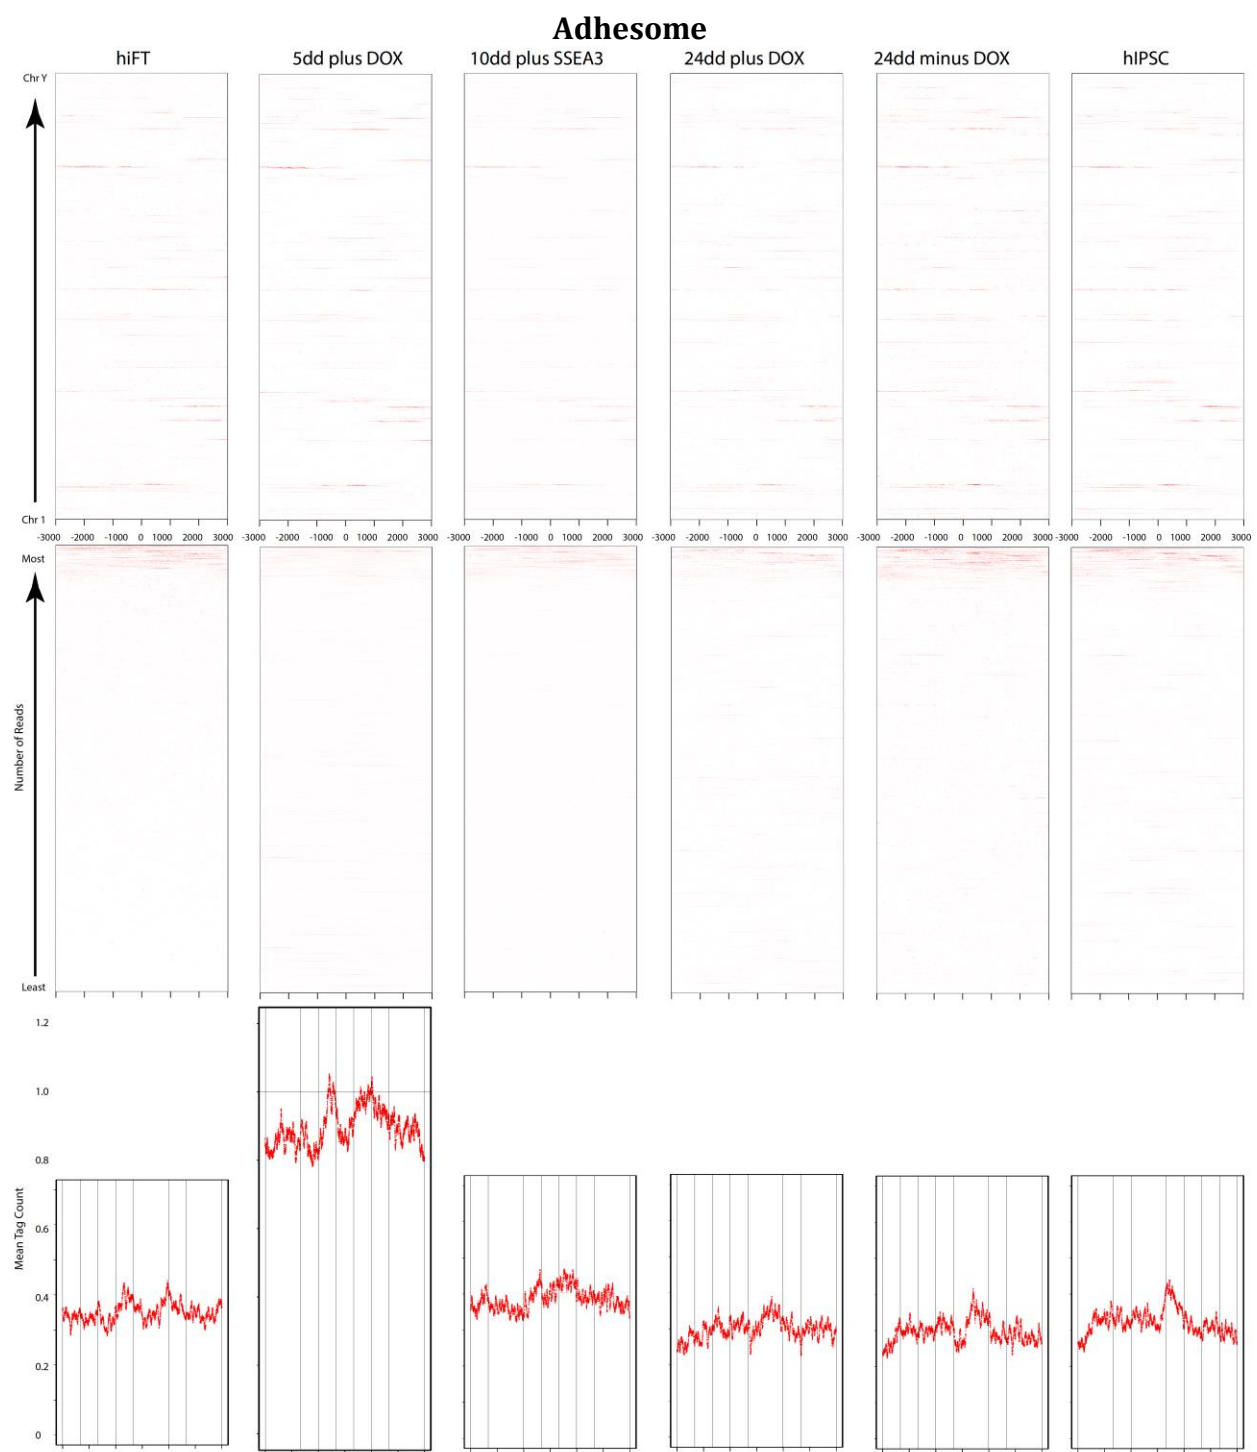 Adhesome
hiFT 5dd plus DOX 10dd plus SSEA3 24dd plus DOX 24dd minus DOX hIPSC
Chr Y
Chr 1
-3000 -2000 -1000 0 1000 2000 3000 -3000 -2000 -1000 0 1000 2000 3000 -3000 -2000 -1000 0 1000 2000 3000 -3000 -2000 -1000 0 1000 2000 3000 -3000 -2000 -1000 0 1000 2000 3000 -3000 -2000 -1000 0 1000 2000 3000
Most
Number of Reads
Least
1.2
1.0
0.8
0.6
Mean Tag Count
0.4
0.2
0